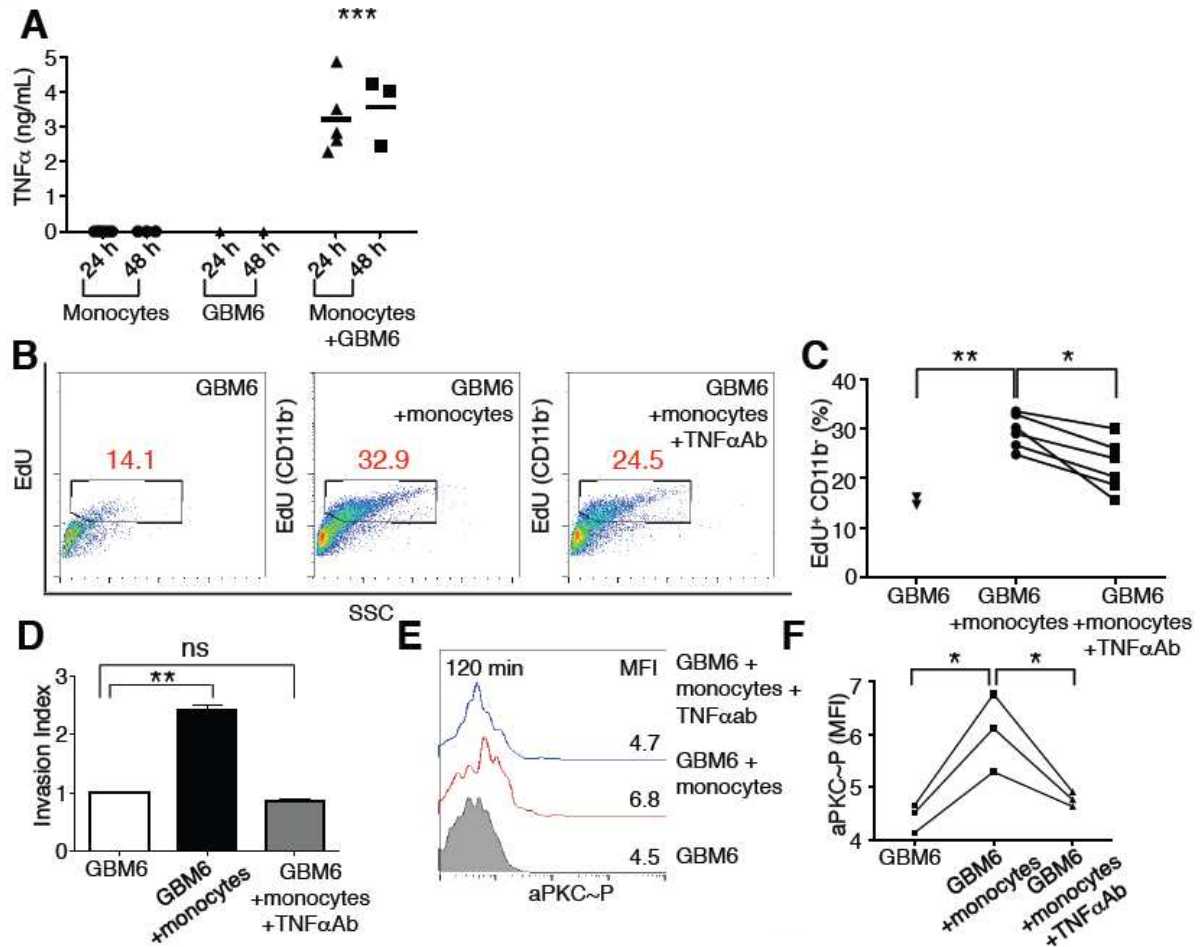 A
***
TNFα (ng/mL)
5
4
3
2
1
0
24 h
48 h
24 h
48 h
24 h
48 h
Monocytes
GBM6
Monocytes
+GBM6
B
EdU
GBM6
14.1
EdU (CD11b-)
GBM6
+monocytes
32.9
EdU (CD11b-)
GBM6
+monocytes
+TNFαAb
24.5
SSC
C
**
*
EdU+ CD11b- (%)
40
30
20
10
0
GBM6
GBM6
+monocytes
GBM6
+monocytes
+TNFαAb
D
ns
**
Invasion Index
3
2
1
0
GBM6
GBM6
+monocytes
GBM6
+monocytes
+TNFαAb
E
120 min
MFI
GBM6 +
monocytes +
TNFαab
4.7
GBM6 +
monocytes
6.8
4.5
GBM6
aPKC~P
F
*
*
aPKC~P (MFI)
7
6
5
4
GBM6
GBM6
+monocytes
GBM6
+monocytes
+TNFαAb